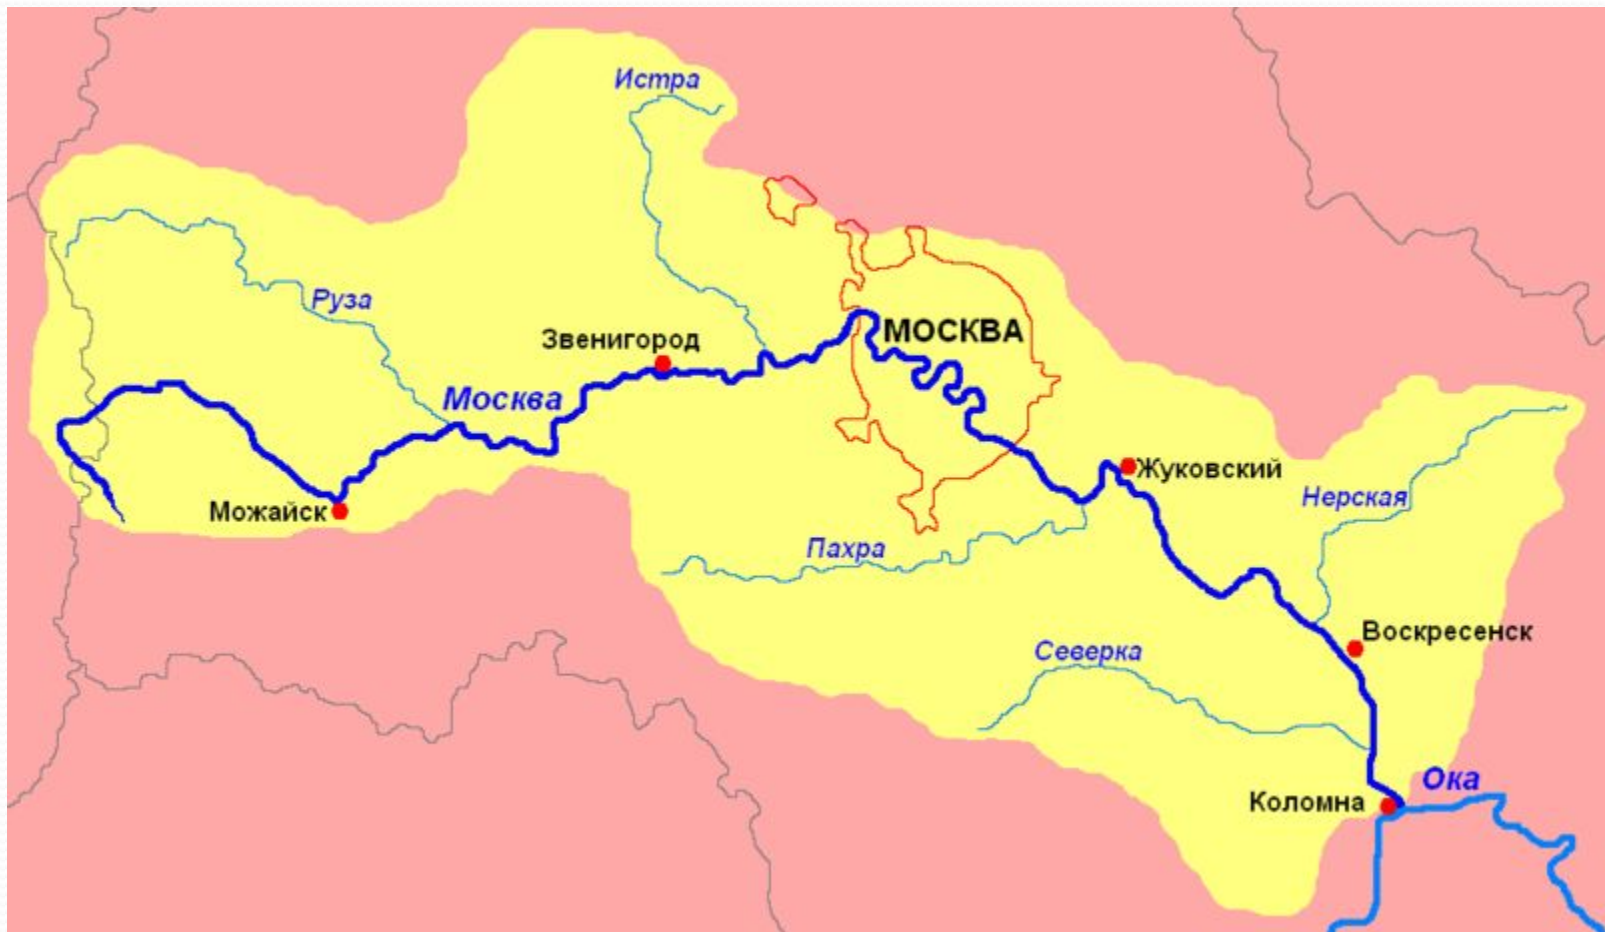 Истра
Руза
Звенигород
МОСКВА
Москва
Можайск
Жуковский
Нерская
Пахра
Воскресенск
Северка
Ока
Коломна